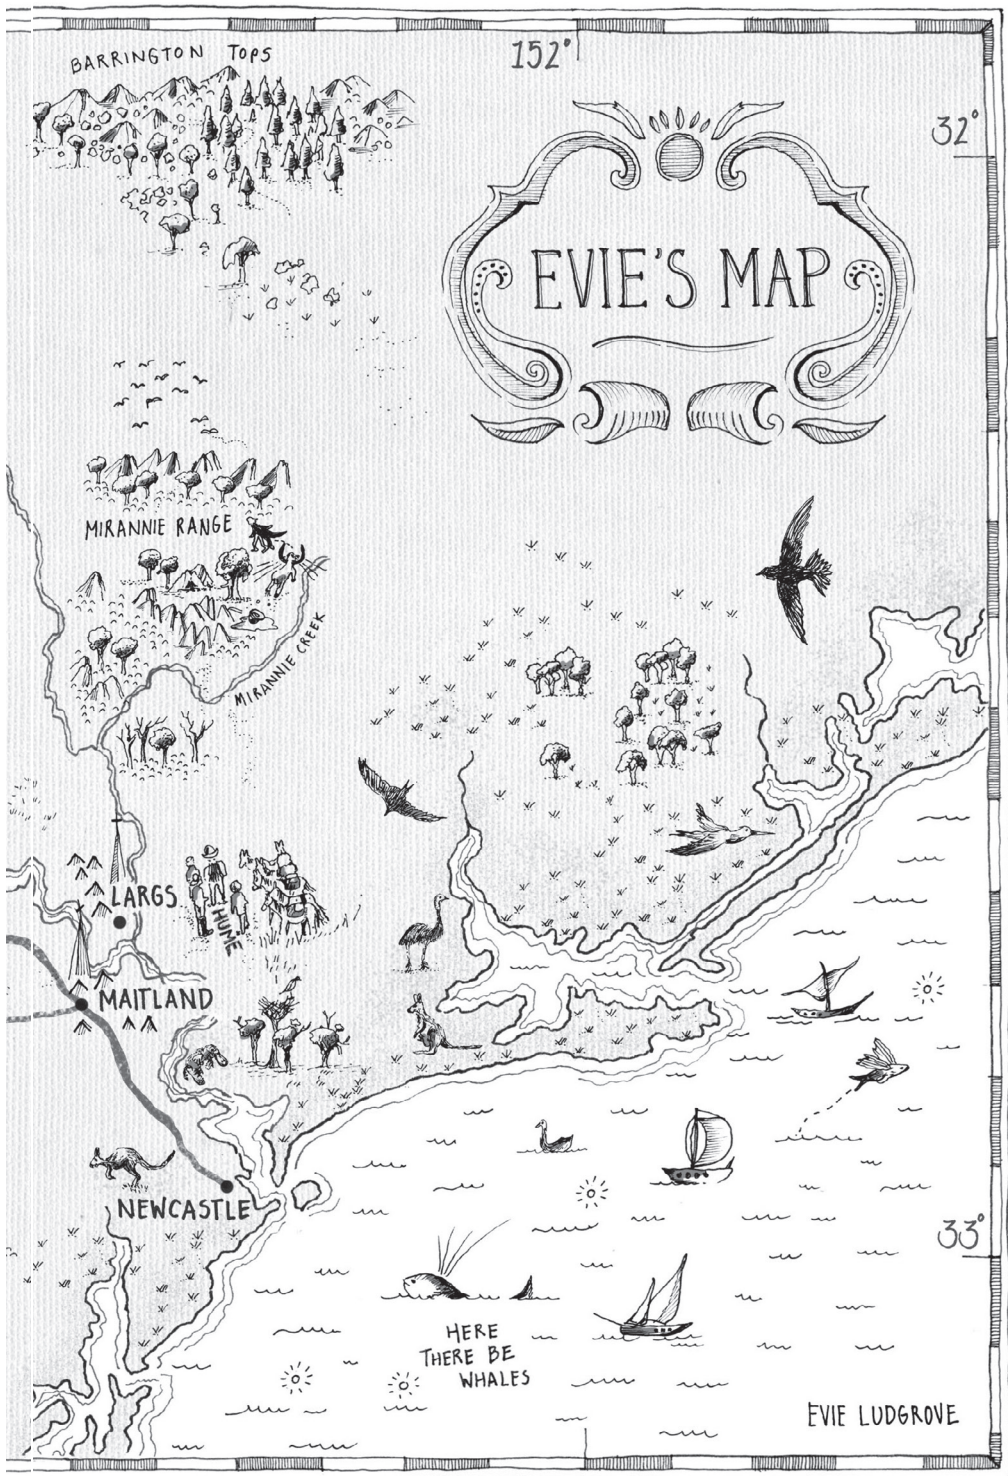 BARRINGTON TOPS
152°
32°
EVIE'S MAP
MIRANNIE RANGE
MIRANNIE CREEK
LARGS
HUME
MAITLAND
NEWCASTLE
33°
HERE
THERE BE
WHALES
EVIE LUDGROVE